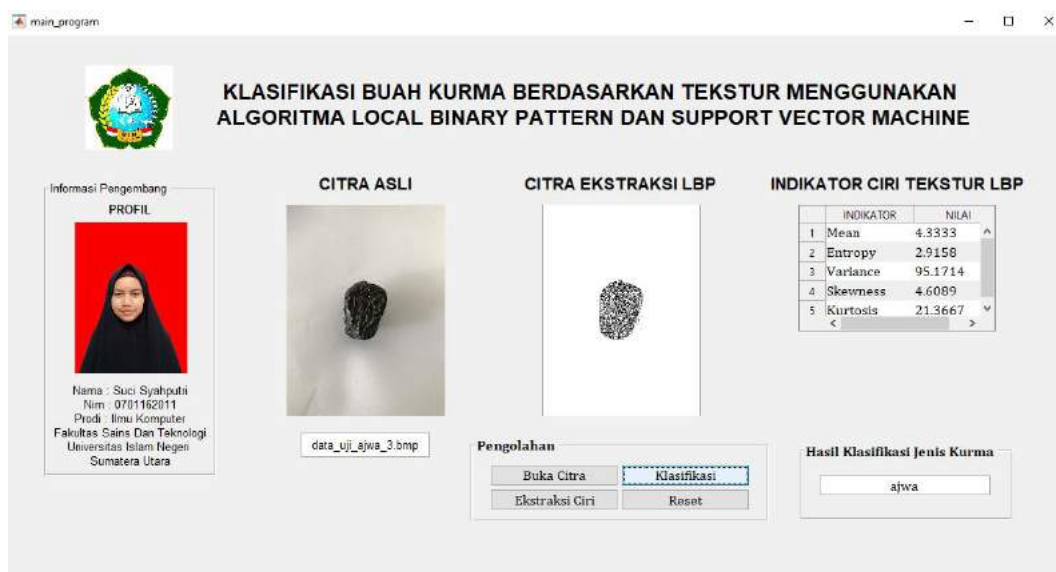 main_program
KLASIFIKASI BUAH KURMA BERDASARKAN TEKSTUR MENGGUNAKAN
ALGORITMA LOCAL BINARY PATTERN DAN SUPPORT VECTOR MACHINE
Informasi Pengembang
PROFIL
Nama : Suci Syahputri
Nim : 0701162011
Prodi : Ilmu Komputer
Fakultas Sains Dan Teknologi
Universitas Islam Negeri
Sumatera Utara
CITRA ASLI
data_uji_ajwa_3.bmp
CITRA EKSTRAKSI LBP
INDIKATOR CIRI TEKSTUR LBP
INDIKATOR NILAI
1 Mean 4.3333
2 Entropy 2.9158
3 Variance 95.1714
4 Skewness 4.6089
5 Kurtosis 21.3667
Pengolahan
Buka Citra Klasifikasi
Ekstraksi Ciri Reset
Hasil Klasifikasi Jenis Kurma
ajwa